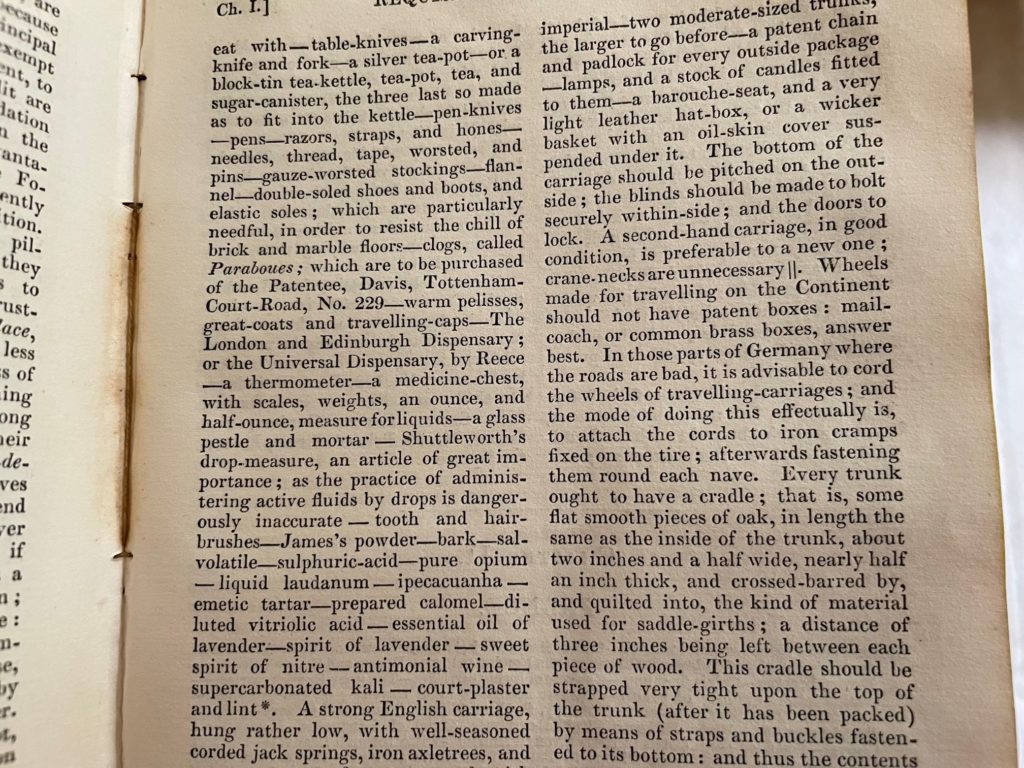 Ch. I.]
eat with—table-knives—a carving-
knife and fork—a silver tea-pot—or a
block-tin tea-kettle, tea-pot, tea, and
sugar-canister, the three last so made
as to fit into the kettle—pen-knives
—pens—razors, straps, and hones—
needles, thread, tape, worsted, and
pins—gauze-worsted stockings—flan-
nel—double-soled shoes and boots, and
elastic soles; which are particularly
needful, in order to resist the chill of
brick and marble floors—clogs, called
Paraboues; which are to be purchased
of the Patentee, Davis, Tottenham-
Court-Road, No. 229—warm pelisses,
great-coats and travelling-caps—The
London and Edinburgh Dispensary;
or the Universal Dispensary, by Reece
—a thermometer—a medicine-chest,
with scales, weights, an ounce, and
half-ounce, measure for liquids—a glass
pestle and mortar — Shuttleworth's
drop-measure, an article of great im-
portance; as the practice of adminis-
tering active fluids by drops is danger-
ously inaccurate — tooth and hair-
brushes—James's powder—bark—sal-
volatile—sulphuric-acid—pure opium
— liquid laudanum — ipecacuanha —
emetic tartar—prepared calomel—di-
luted vitriolic acid — essential oil of
lavender—spirit of lavender — sweet
spirit of nitre — antimonial wine —
supercarbonated kali — court-plaster
and lint*. A strong English carriage,
hung rather low, with well-seasoned
corded jack springs, iron axletrees, and
imperial—two moderate-sized trunks,
the larger to go before—a patent chain
and padlock for every outside package
—lamps, and a stock of candles fitted
to them—a barouche-seat, and a very
light leather hat-box, or a wicker
basket with an oil-skin cover sus-
pended under it. The bottom of the
carriage should be pitched on the out-
side; the blinds should be made to bolt
securely within-side; and the doors to
lock. A second-hand carriage, in good
condition, is preferable to a new one;
crane-necks are unnecessary||. Wheels
made for travelling on the Continent
should not have patent boxes: mail-
coach, or common brass boxes, answer
best. In those parts of Germany where
the roads are bad, it is advisable to cord
the wheels of travelling-carriages; and
the mode of doing this effectually is,
to attach the cords to iron cramps
fixed on the tire; afterwards fastening
them round each nave. Every trunk
ought to have a cradle; that is, some
flat smooth pieces of oak, in length the
same as the inside of the trunk, about
two inches and a half wide, nearly half
an inch thick, and crossed-barred by,
and quilted into, the kind of material
used for saddle-girths; a distance of
three inches being left between each
piece of wood. This cradle should be
strapped very tight upon the top of
the trunk (after it has been packed)
by means of straps and buckles fasten-
ed to its bottom: and thus the contents